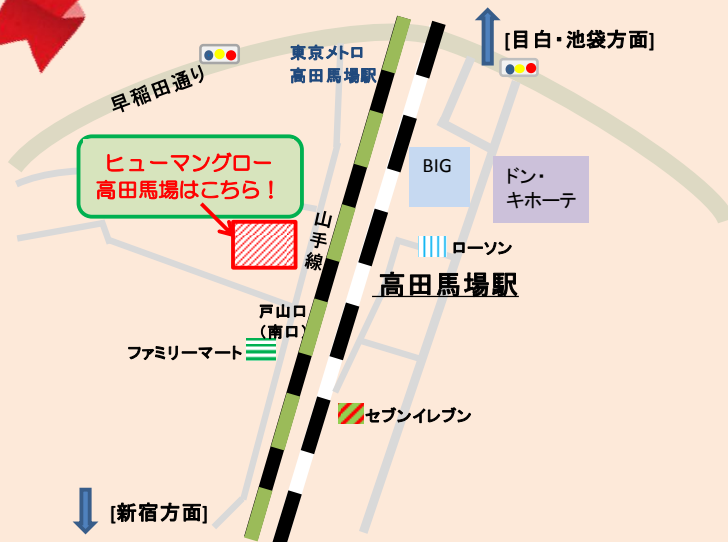 東京メトロ
高田馬場駅
[目白・池袋方面]
早稲田通り
ヒューマングロー
高田馬場はこちら！
BIG
ドン・
キホーテ
山手線
ローソン
高田馬場駅
戸山口
（南口）
ファミリーマート
セブンイレブン
[新宿方面]